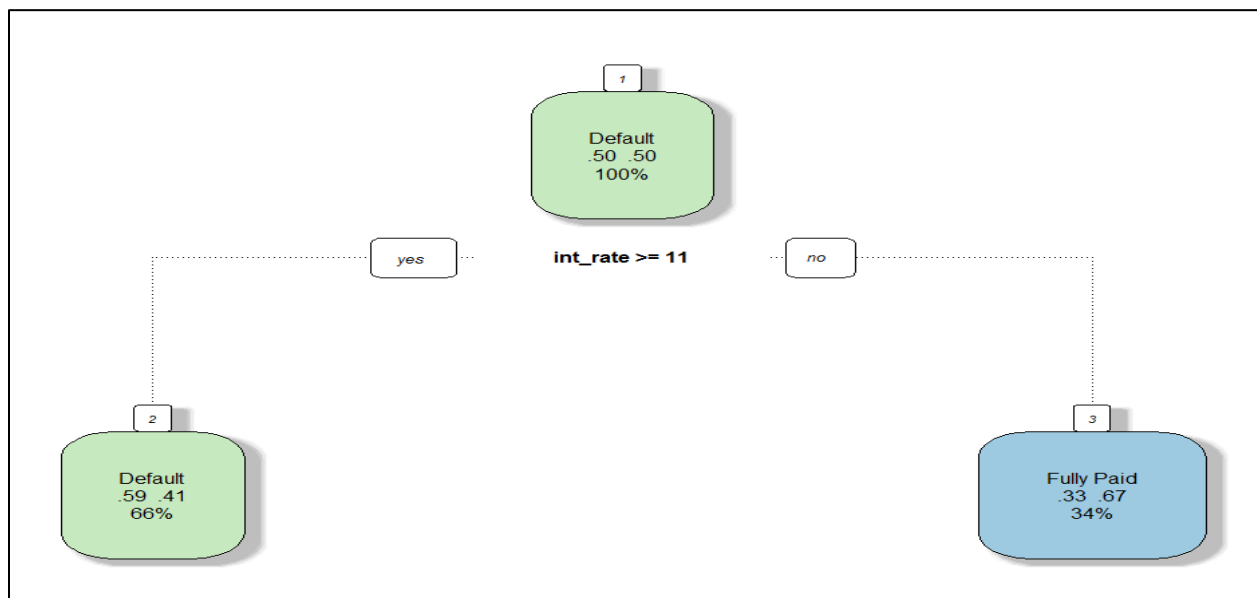 1
Default
.50 .50
100%
yes
int_rate >= 11
no
2
Default
.59 .41
66%
3
Fully Paid
.33 .67
34%